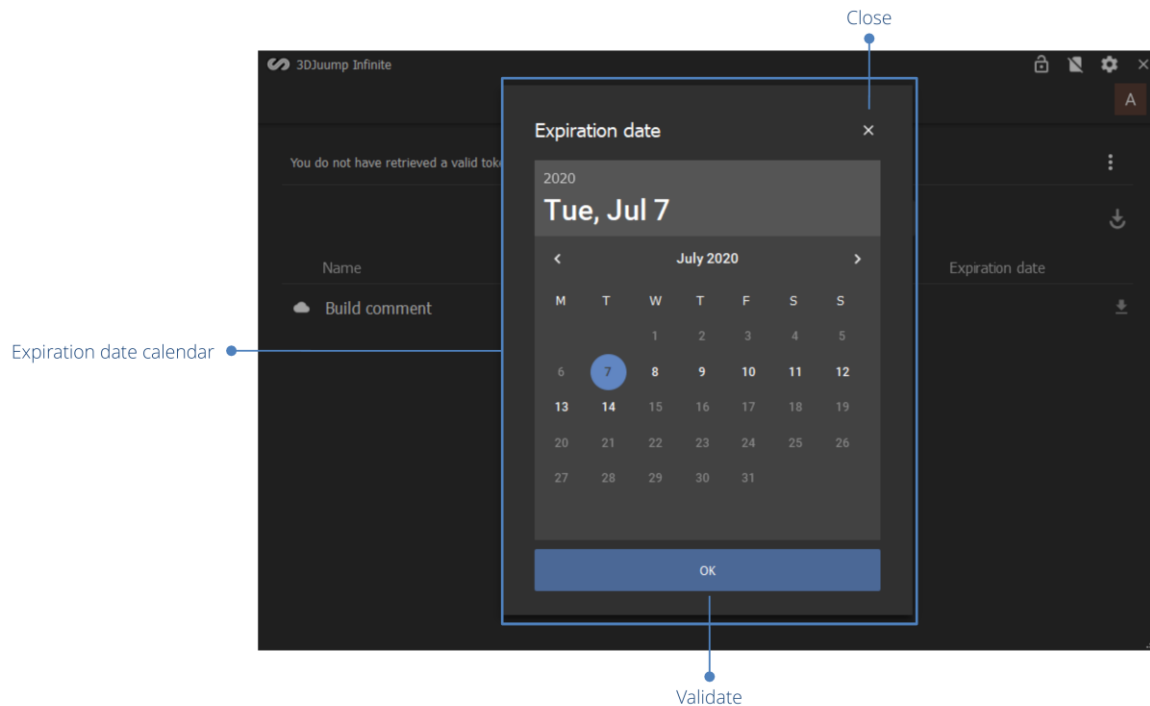 Close
3DJuump Infinite
A
Expiration date
You do not have retrieved a valid
2020
Tue, Jul 7
July 2020
Name
Expiration date
M T W T F S S
Build comment
1 2 3 4 5
Expiration date calendar
6 7 8 9 10 11 12
13 14 15 16 17 18 19
20 21 22 23 24 25 26
27 28 29 30 31
OK
Validate